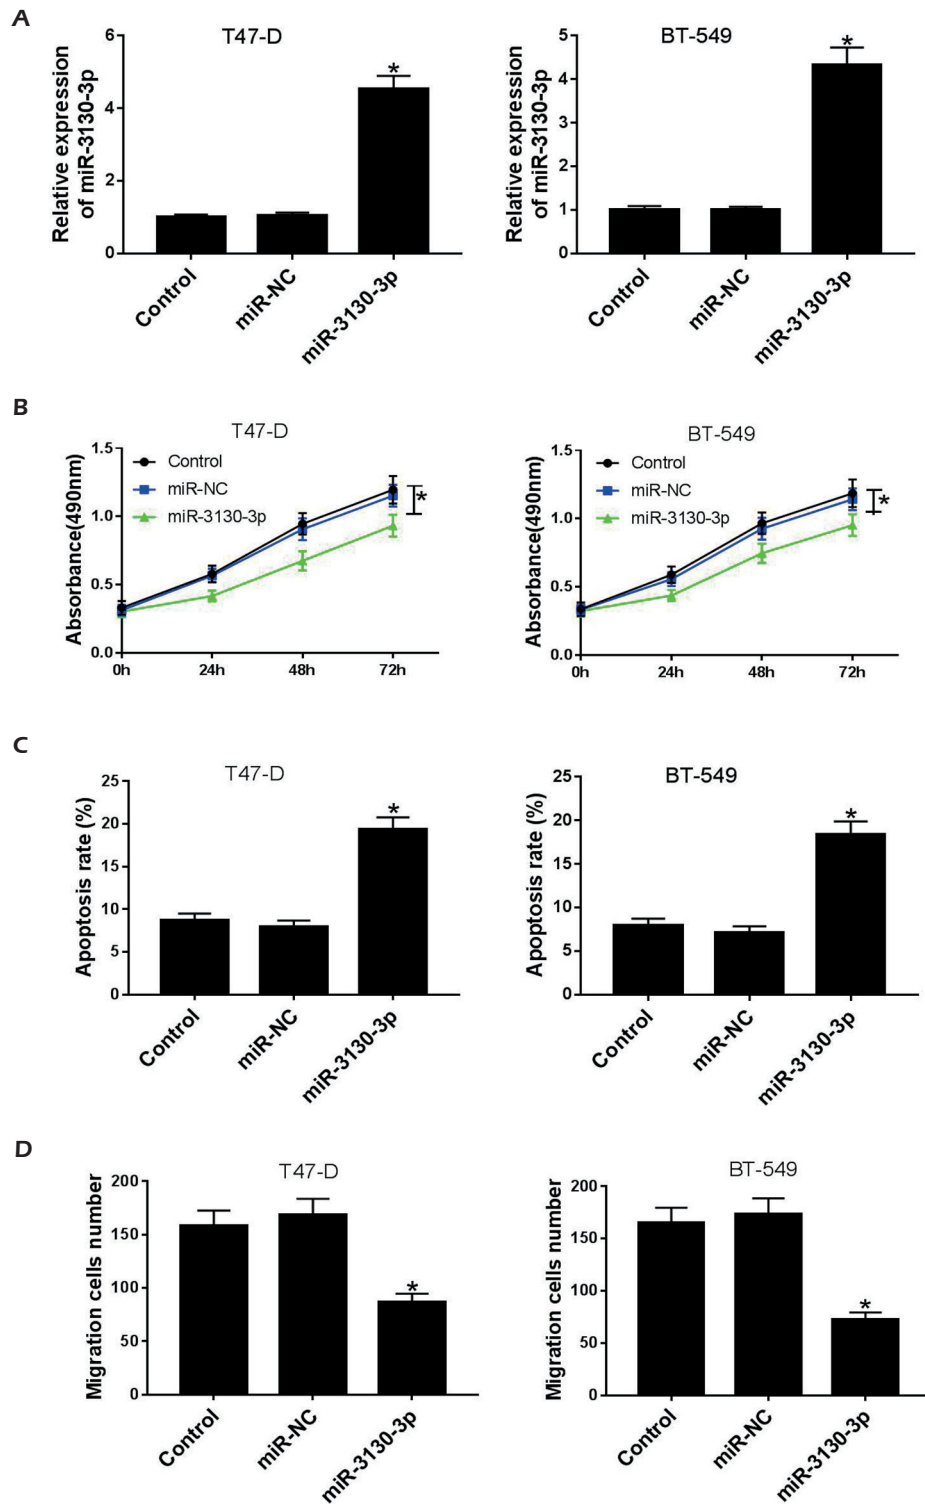 A
T47-D
Relative expression
of miR-3130-3p
6
4
2
0
*
Control
miR-NC
miR-3130-3p
BT-549
Relative expression
of miR-3130-3p
5
4
3
2
1
0
*
Control
miR-NC
miR-3130-3p
B
T47-D
Absorbance(490nm)
1.5
1.0
0.5
0.0
Control
miR-NC
miR-3130-3p
*
0h 24h 48h 72h
BT-549
Absorbance(490nm)
1.5
1.0
0.5
0.0
Control
miR-NC
miR-3130-3p
*
0h 24h 48h 72h
C
T47-D
Apoptosis rate (%)
25
20
15
10
5
0
*
Control
miR-NC
miR-3130-3p
BT-549
Apoptosis rate (%)
25
20
15
10
5
0
*
Control
miR-NC
miR-3130-3p
D
T47-D
Migration cells number
200
150
100
50
0
*
Control
miR-NC
miR-3130-3p
BT-549
Migration cells number
200
150
100
50
0
*
Control
miR-NC
miR-3130-3p